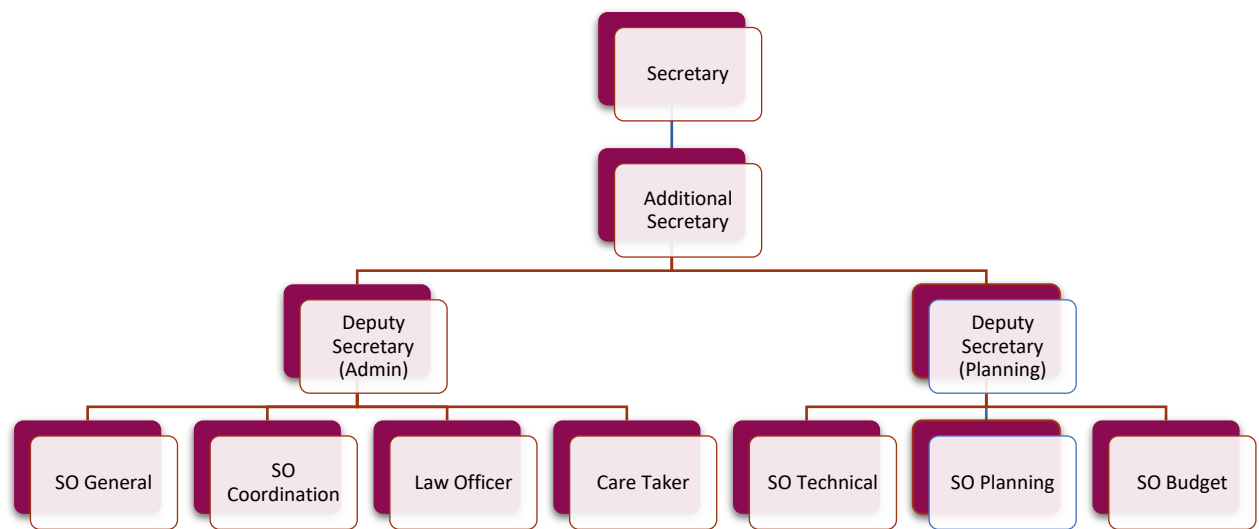 Secretary
Additional
Secretary
Deputy
Secretary
(Admin)
Deputy
Secretary
(Planning)
SO General
SO
Coordination
Law Officer
Care Taker
SO Technical
SO Planning
SO Budget